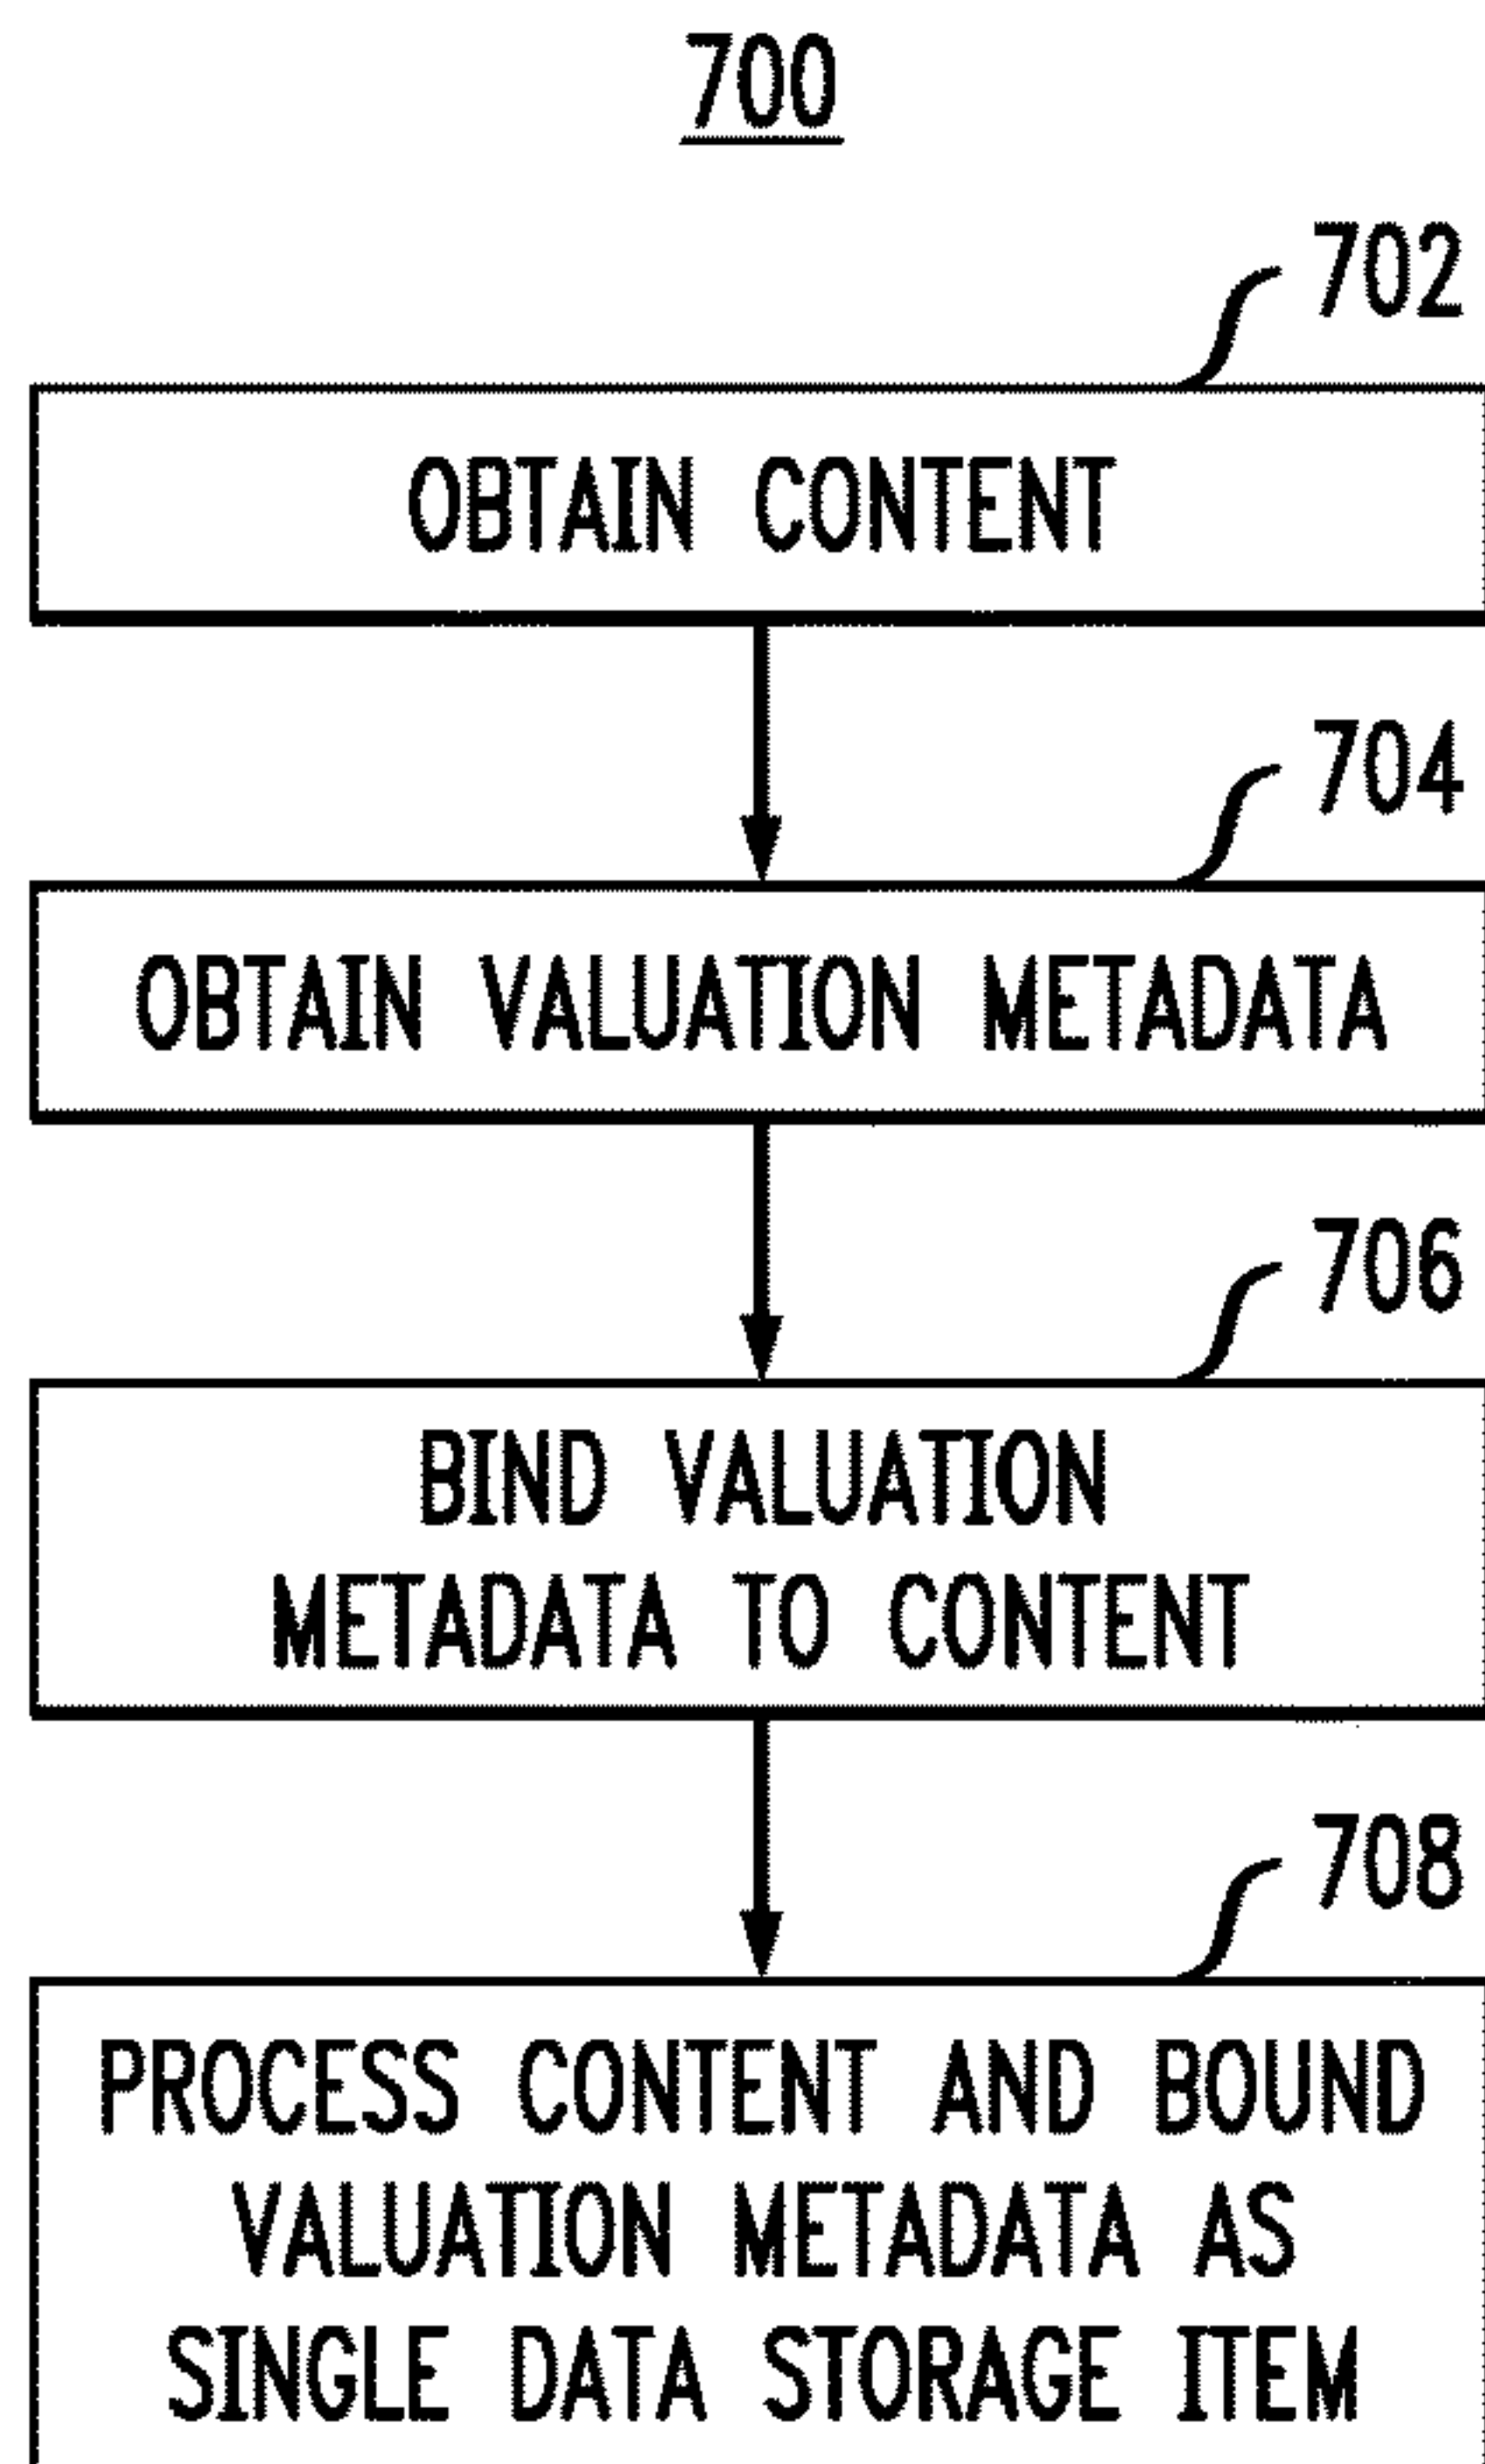 700
702
OBTAIN CONTENT
704
OBTAIN VALUATION METADATA
706
BIND VALUATION
METADATA TO CONTENT
708
PROCESS CONTENT AND BOUND
VALUATION METADATA AS
SINGLE DATA STORAGE ITEM